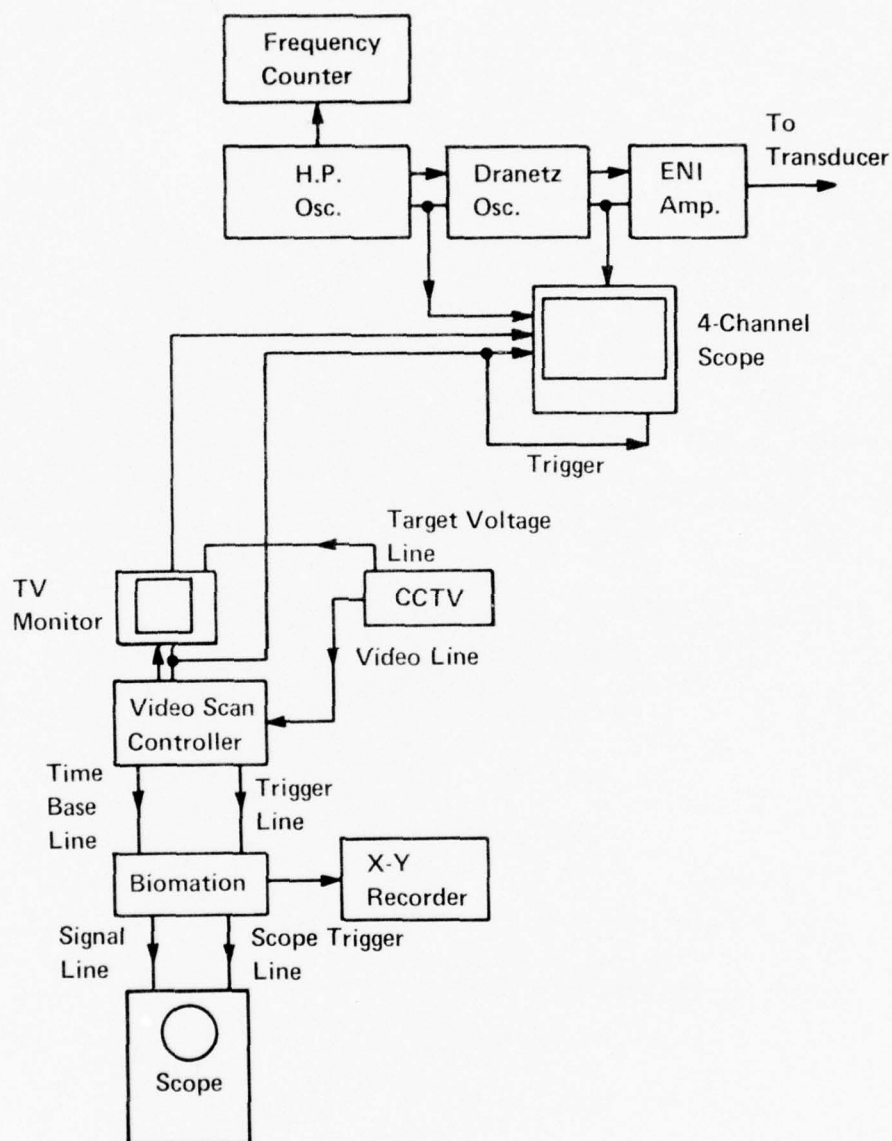 Frequency
Counter
To
Transducer
H.P.
Osc.
Dranetz
Osc.
ENI
Amp.
4-Channel
Scope
Trigger
Target Voltage
Line
TV
Monitor
CCTV
Video Line
Video Scan
Controller
Time
Base
Line
Trigger
Line
Biomation
X-Y
Recorder
Signal
Line
Scope Trigger
Line
Scope